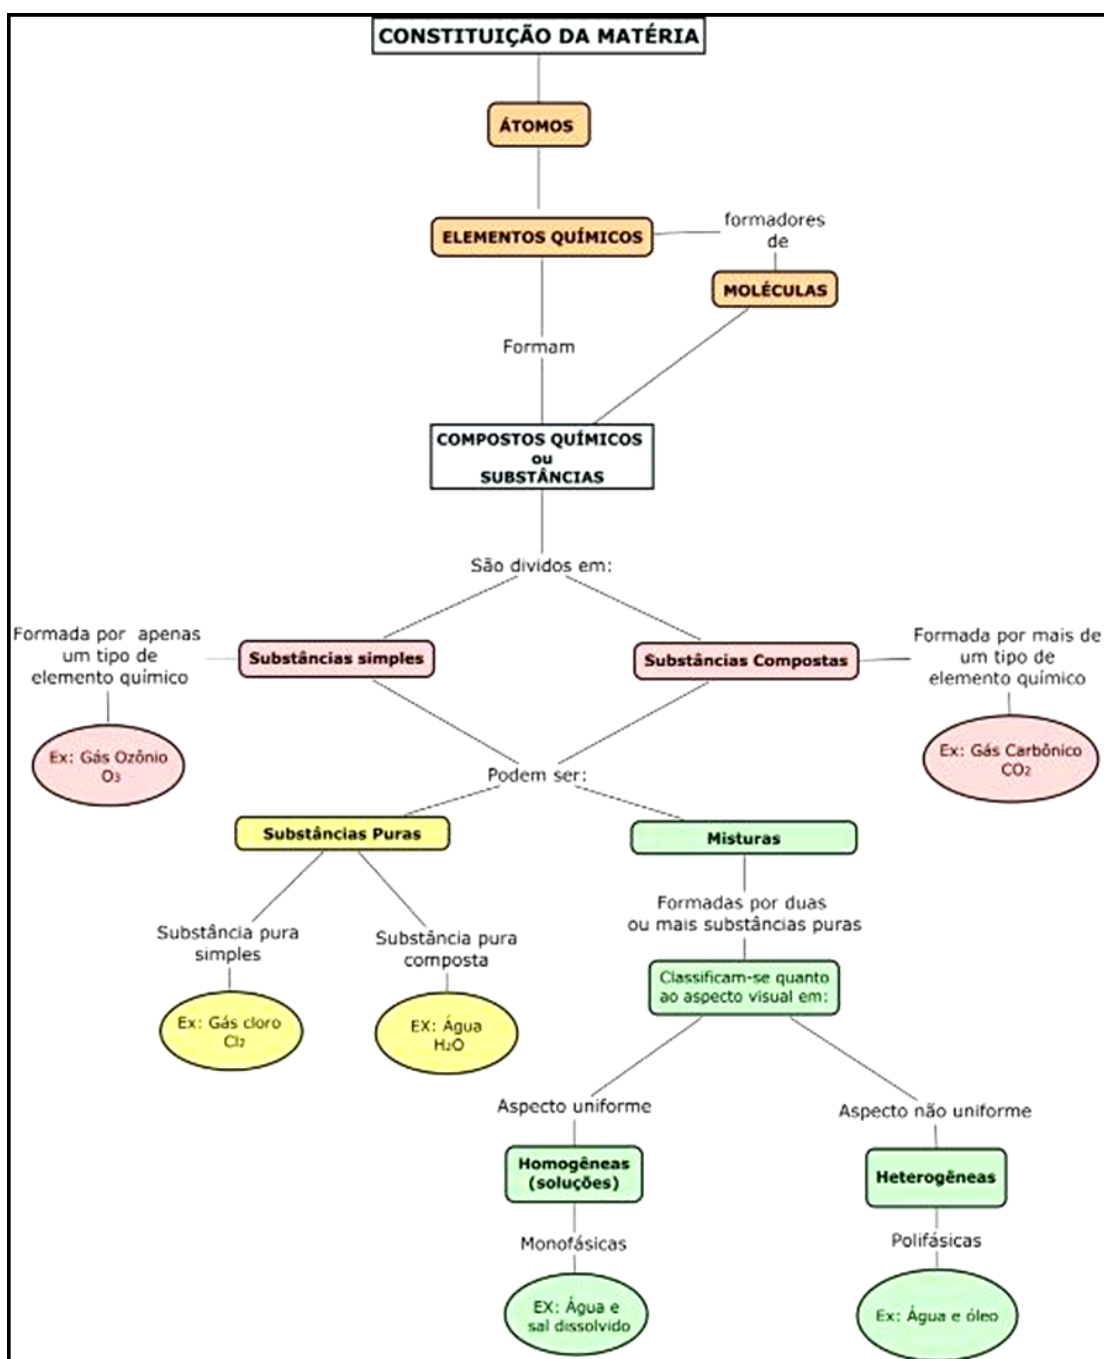 CONSTITUIÇÃO DA MATÉRIA
ÁTOMOS
ELEMENTOS QUÍMICOS
formadores
de
MOLÉCULAS
Formam
COMPOSTOS QUÍMICOS
ou
SUBSTÂNCIAS
São dividos em:
Formada por apenas
um tipo de
elemento químico
Substâncias simples
Substâncias Compostas
Formada por mais de
um tipo de
elemento químico
Ex: Gás Ozônio
O₃
Ex: Gás Carbônico
CO₂
Podem ser:
Substâncias Puras
Misturas
Formadas por duas
ou mais substâncias puras
Substância pura
simples
Substância pura
composta
Classificam-se quanto
ao aspecto visual em:
Ex: Gás cloro
Cl₂
EX: Água
H₂O
Aspecto uniforme
Aspecto não uniforme
Homogêneas
(soluções)
Heterogêneas
Monofásicas
Polifásicas
EX: Água e
sal dissolvido
Ex: Água e óleo